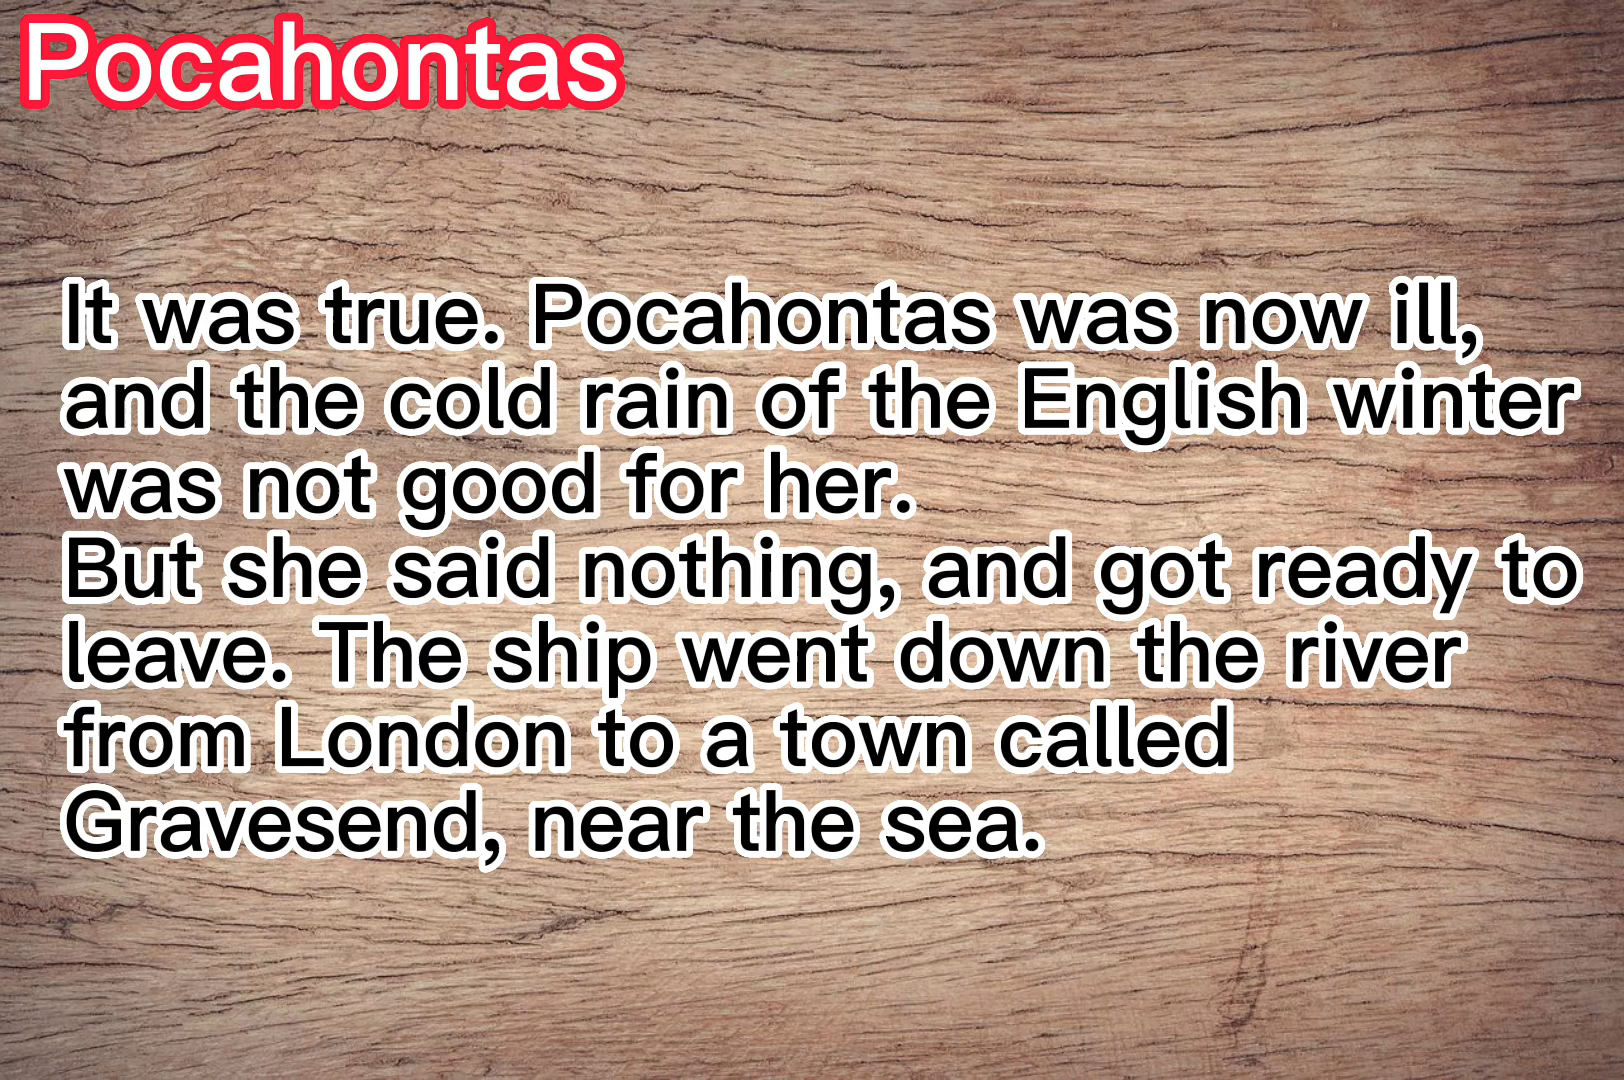 Pocahontas
It was true. Pocahontas was now ill,
and the cold rain of the English winter
was not good for her.
But she said nothing, and got ready to
leave. The ship went down the river
from London to a town called
Gravesend, near the sea.